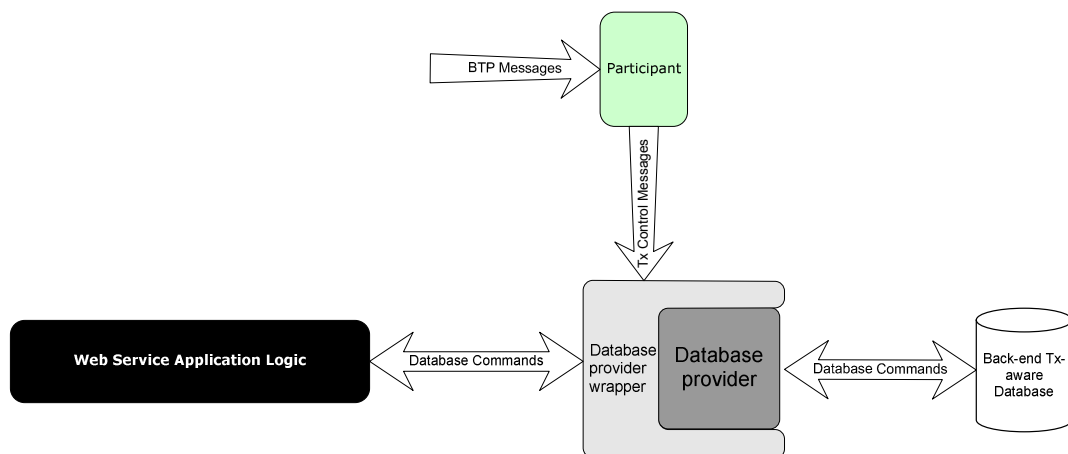 BTP Messages
Participant
Tx Control Messages
Web Service Application Logic
Database Commands
Database
provider
wrapper
Database
provider
Database Commands
Back-end Tx-
aware
Database